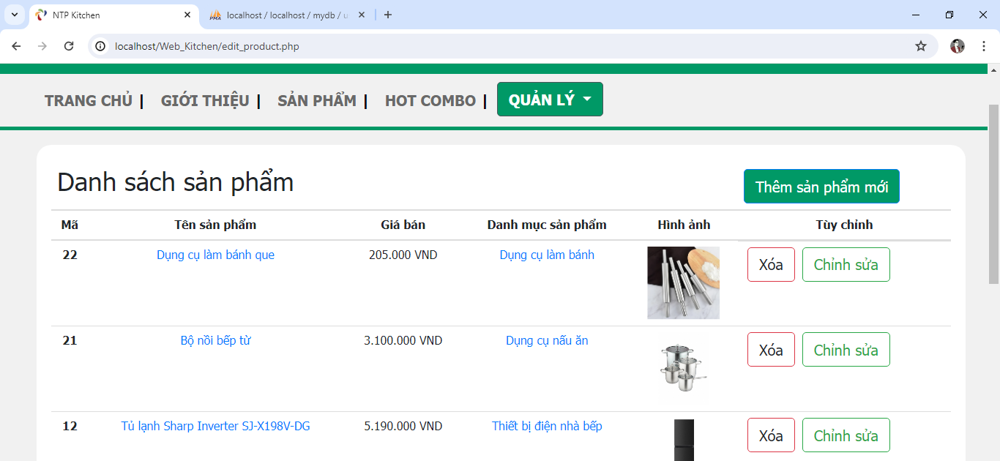 NTP Kitchen
localhost / localhost / mydb / u
localhost/Web_Kitchen/edit_product.php
TRANG CHỦ | GIỚI THIỆU | SẢN PHẨM | HOT COMBO | QUẢN LÝ
Danh sách sản phẩm
Thêm sản phẩm mới
Mã Tên sản phẩm Giá bán Danh mục sản phẩm Hình ảnh Tùy chỉnh
22 Dụng cụ làm bánh que 205.000 VND Dụng cụ làm bánh Xóa Chỉnh sửa
21 Bộ nồi bếp từ 3.100.000 VND Dụng cụ nấu ăn Xóa Chỉnh sửa
12 Tủ lạnh Sharp Inverter SJ-X198V-DG 5.190.000 VND Thiết bị điện nhà bếp Xóa Chỉnh sửa